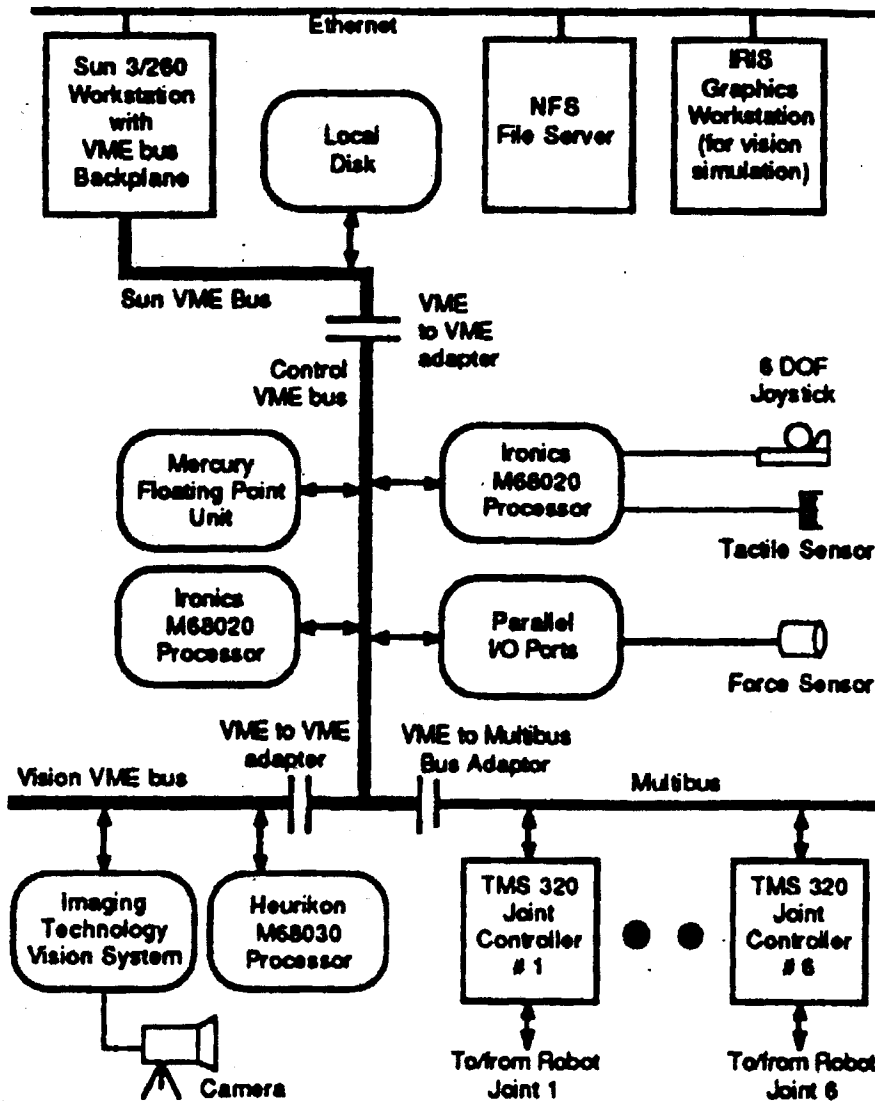 Ethernet
Sun 3/260
Workstation
with
VME bus
Backplane
Local
Disk
NFS
File Server
IRIS
Graphics
Workstation
(for vision
simulation)
Sun VME Bus
VME
to VME
adapter
Control
VME bus
6 DOF
Joystick
Mercury
Floating Point
Unit
Ironics
M68020
Processor
Tactile Sensor
Ironics
M68020
Processor
Parallel
I/O Ports
Force Sensor
VME to VME
adapter
VME to Multibus
Bus Adaptor
Vision VME bus
Multibus
Imaging
Technology
Vision System
Heurikon
M68030
Processor
TMS 320
Joint
Controller
# 1
TMS 320
Joint
Controller
# 6
Camera
To/from Robot
Joint 1
To/from Robot
Joint 6